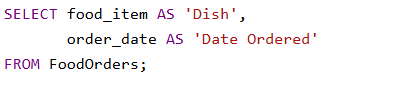 SELECT food_item AS 'Dish',
       order_date AS 'Date Ordered'
FROM FoodOrders;